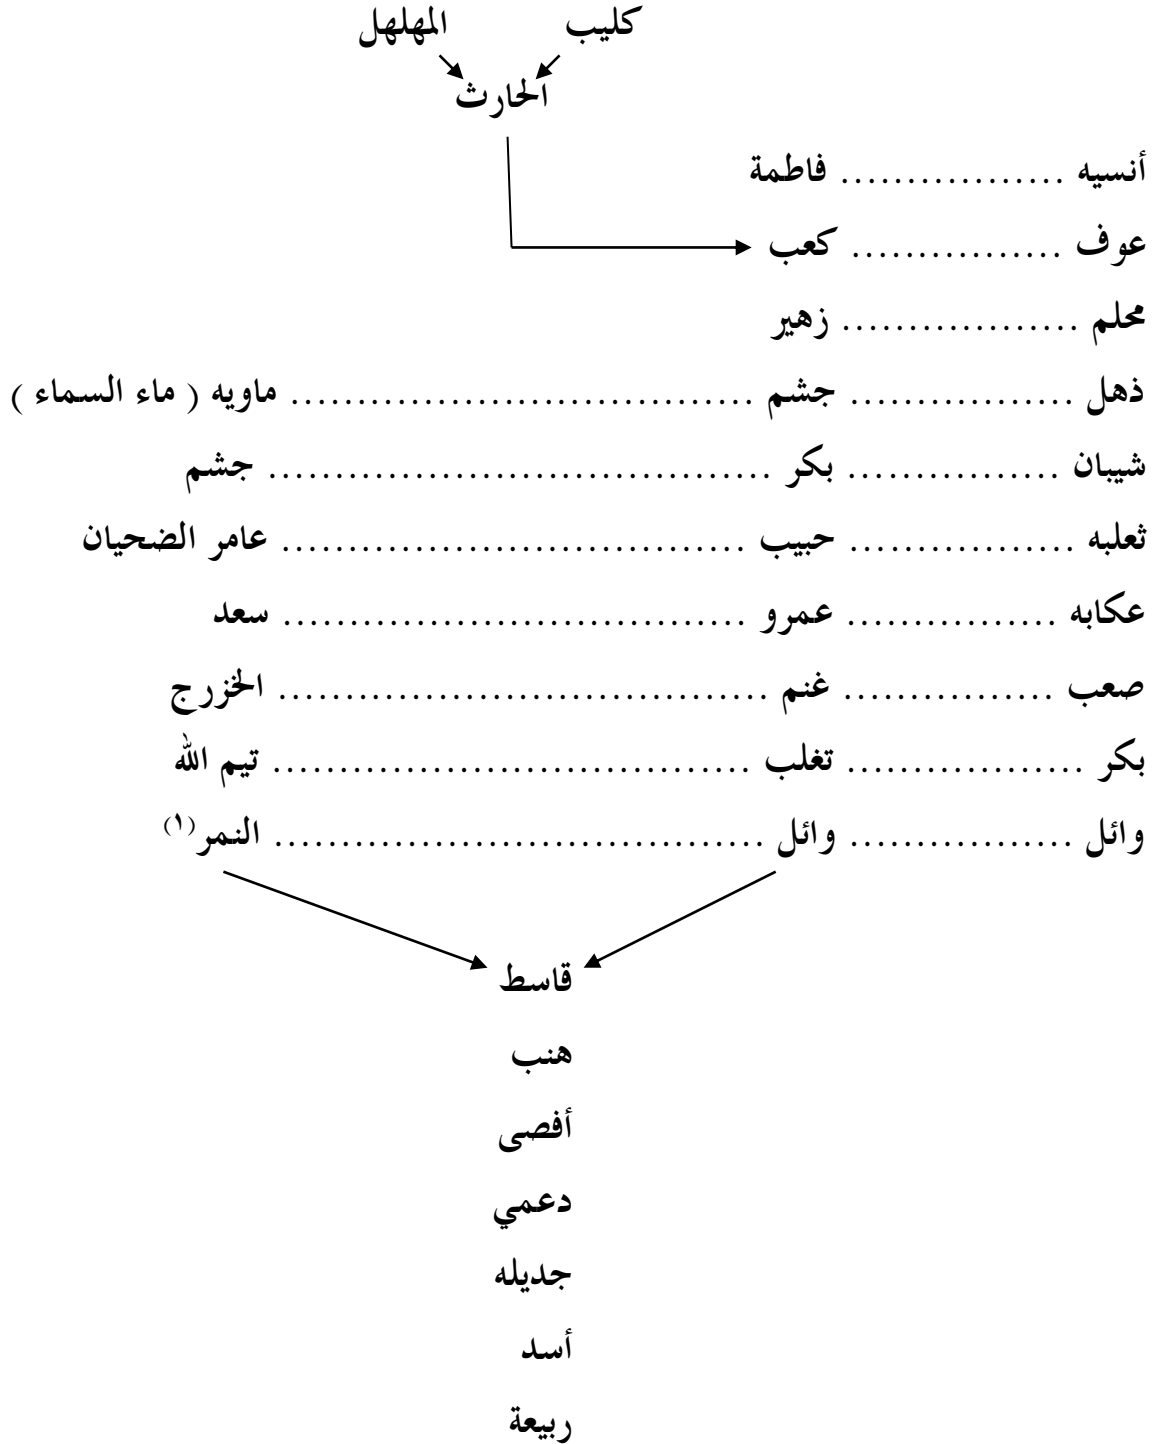 كليب المهلهل
الحارث
أنسيه ................. فاطمة
عوف ................ كعب
محلم .................. زهير
ذهل ................. جشم ................................... ماويه ( ماء السماء )
شيبان ................ بكر ...................................... جشم
ثعلبه ................. حبيب ................................... عامر الضحيان
عكابه ................ عمرو ................................... سعد
صعب ................ غنم ..................................... الخزرج
بكر .................. تغلب .................................... تيم الله
وائل ................. وائل ..................................... النمر(١)
قاسط
هنب
أفصى
دعمي
جديله
أسد
ربيعة